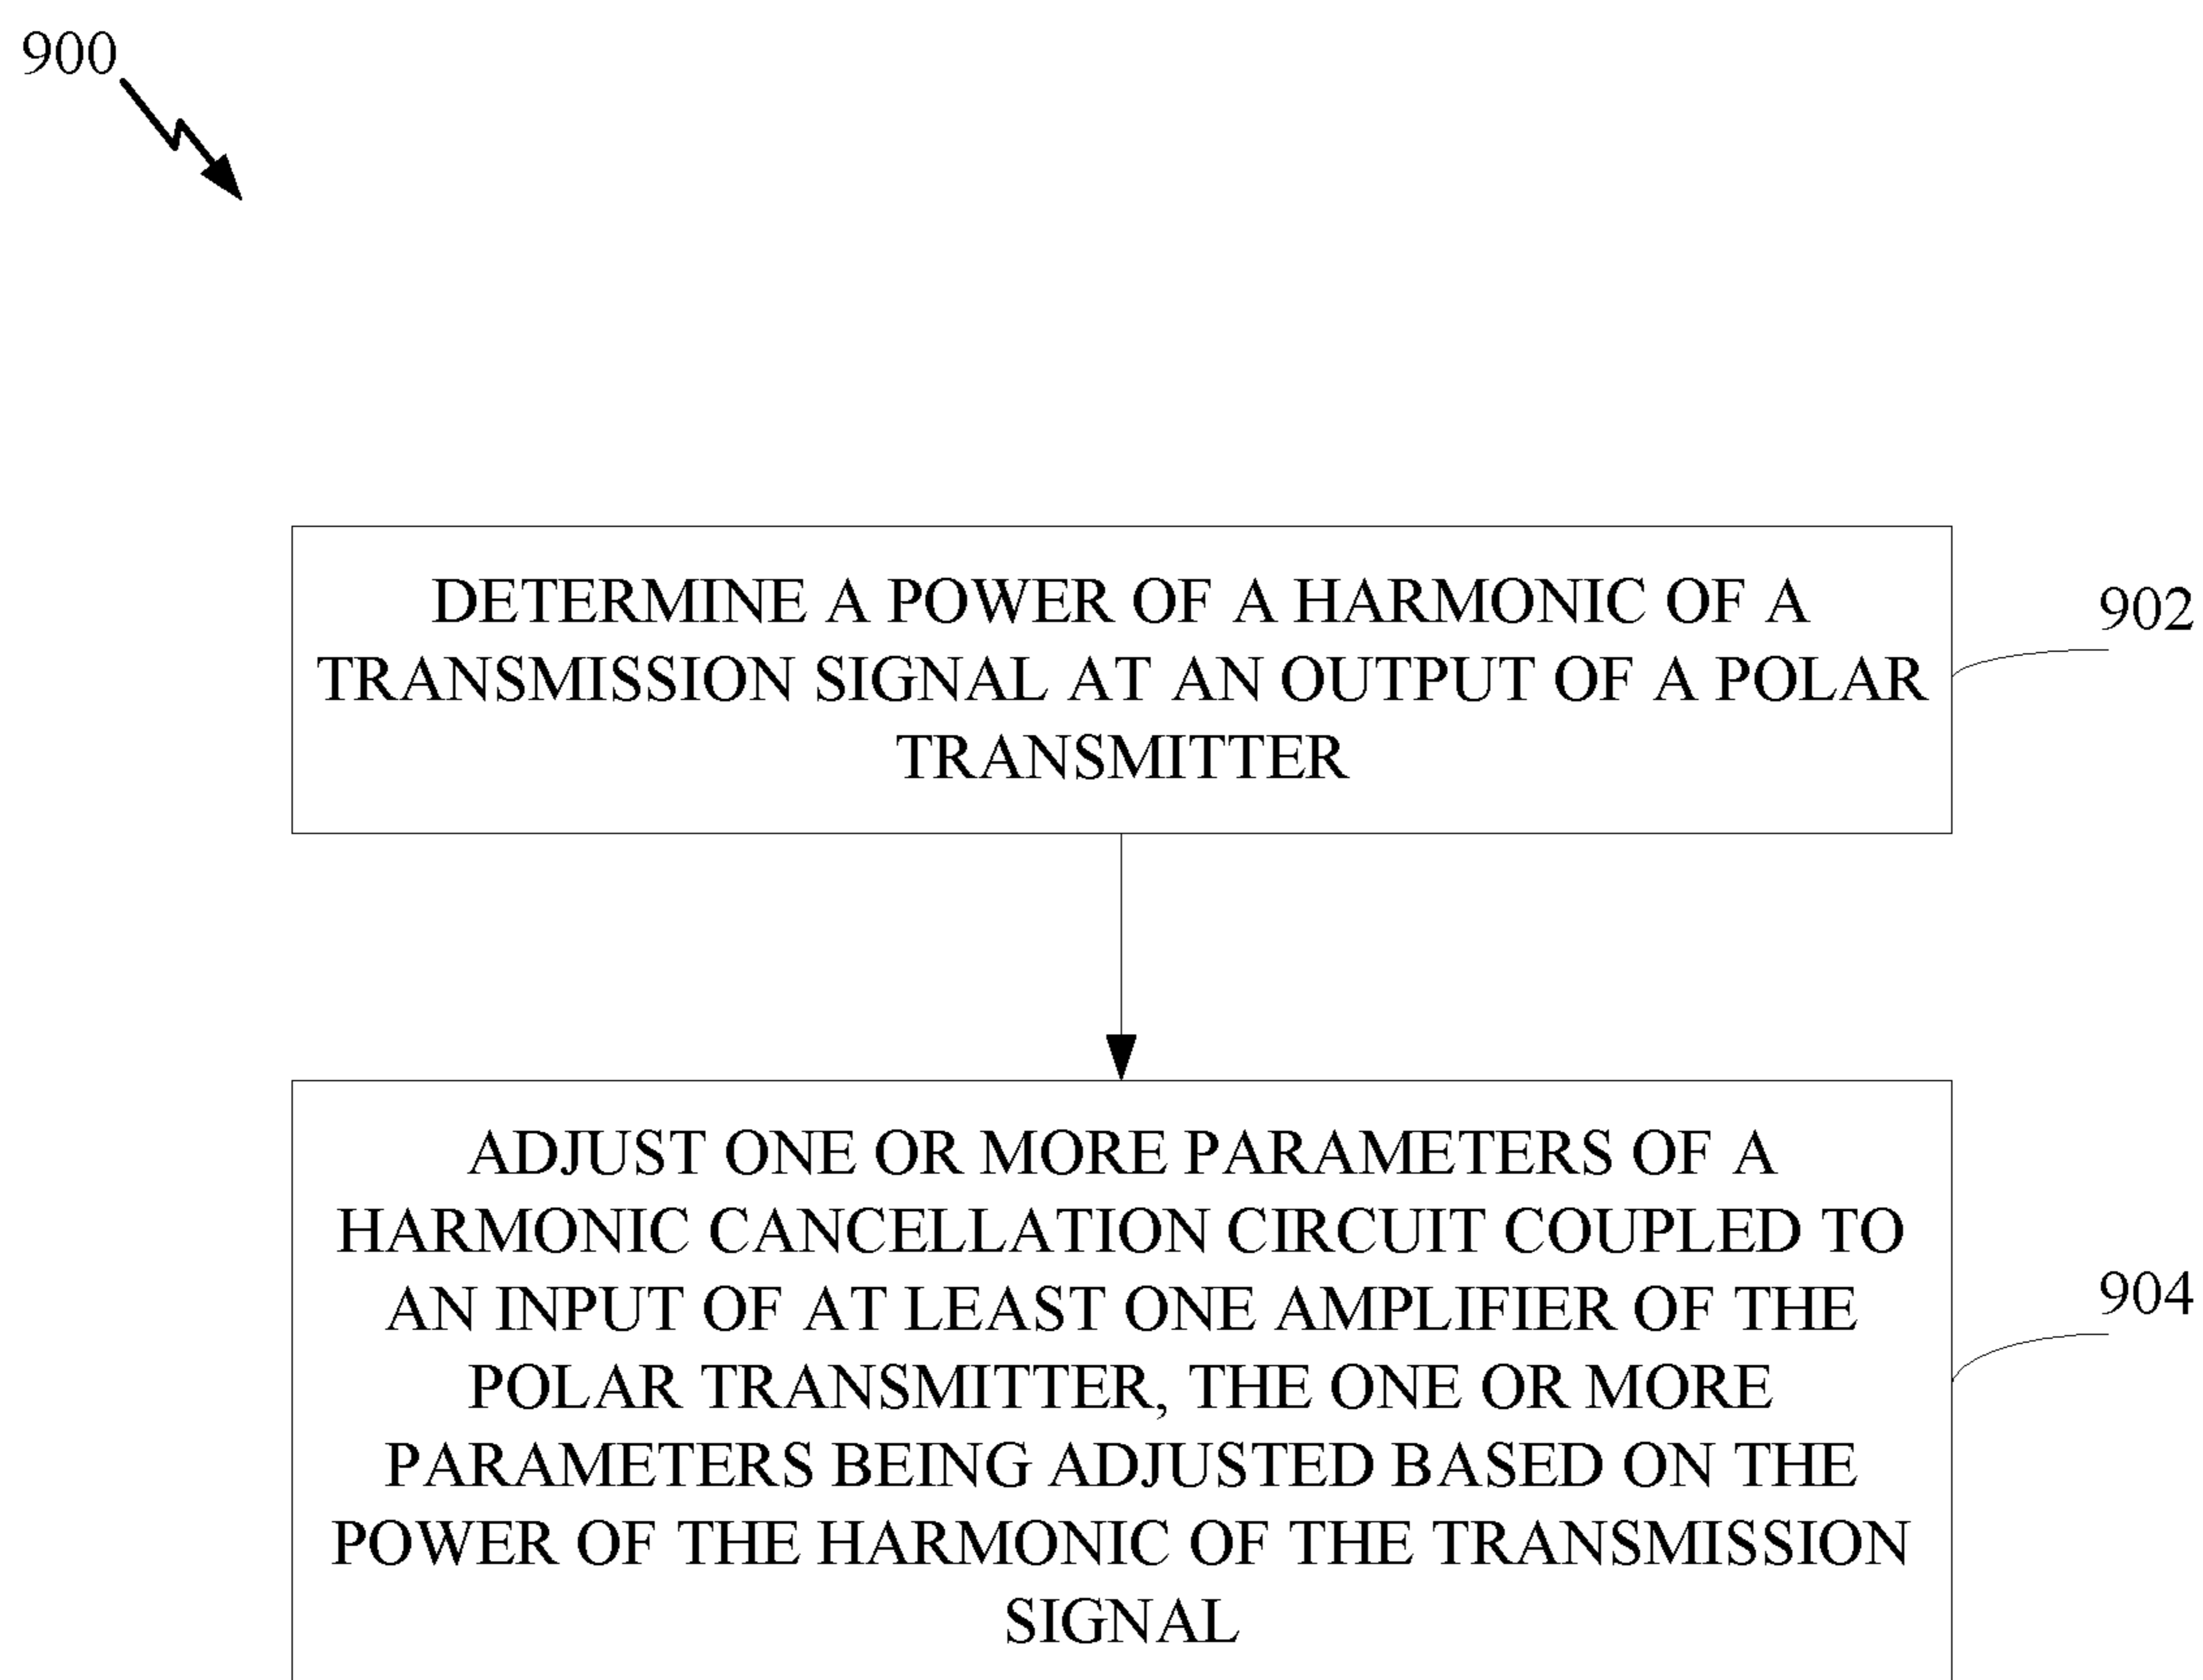 900
DETERMINE A POWER OF A HARMONIC OF A
TRANSMISSION SIGNAL AT AN OUTPUT OF A POLAR
TRANSMITTER
902
ADJUST ONE OR MORE PARAMETERS OF A
HARMONIC CANCELLATION CIRCUIT COUPLED TO
AN INPUT OF AT LEAST ONE AMPLIFIER OF THE
POLAR TRANSMITTER, THE ONE OR MORE
PARAMETERS BEING ADJUSTED BASED ON THE
POWER OF THE HARMONIC OF THE TRANSMISSION
SIGNAL
904